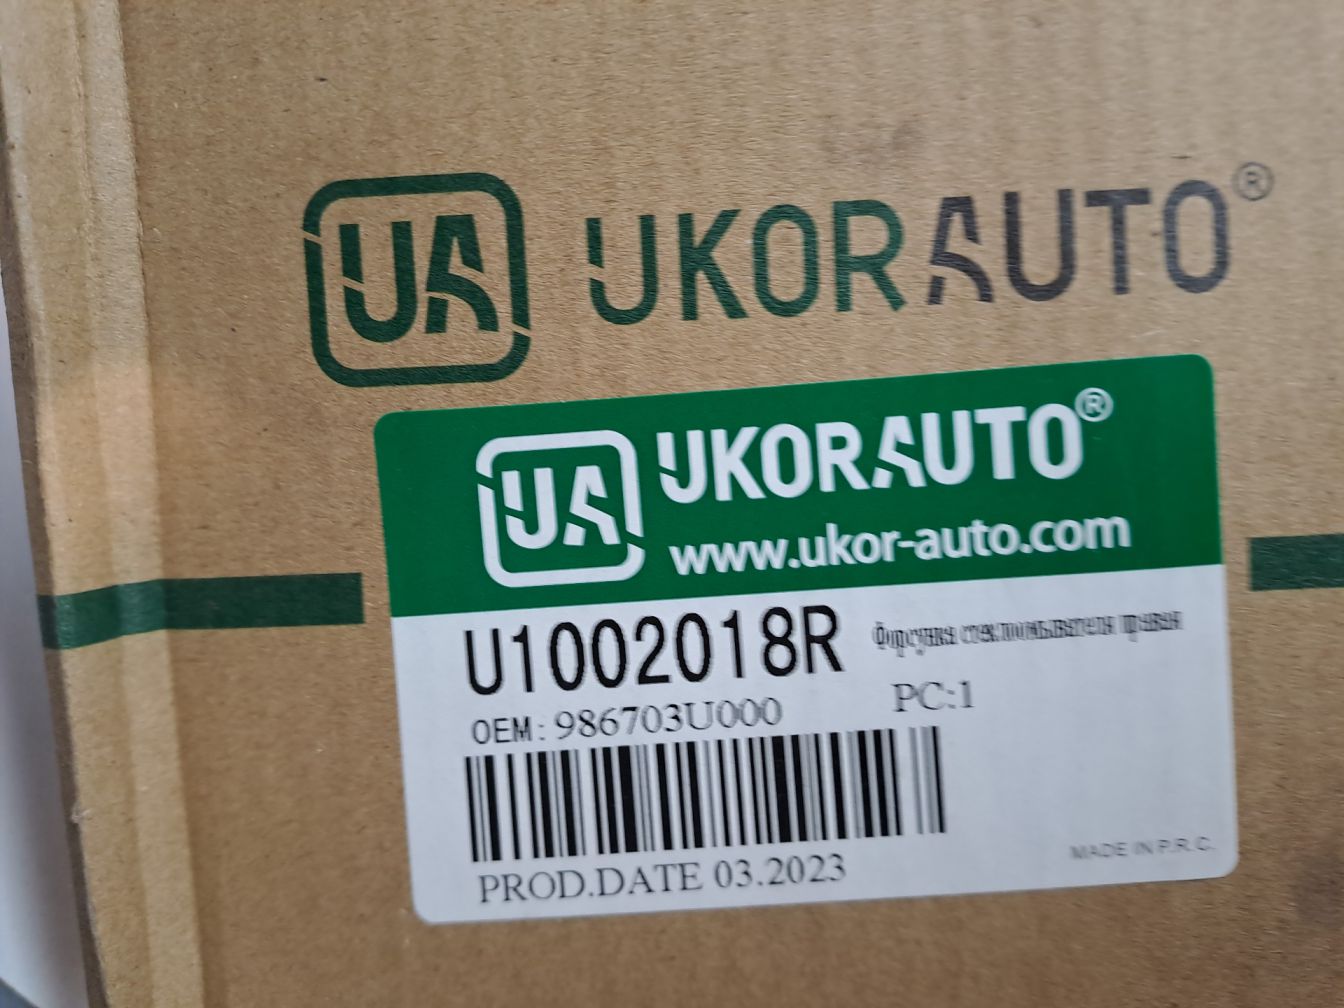 UA UKORAUTO®
UA UKORAUTO®
www.ukor-auto.com
U1002018R Форсунка стеклоомывателя правая
OEM: 986703U000 PC:1
PROD.DATE 03.2023
MADE IN P.R.C.